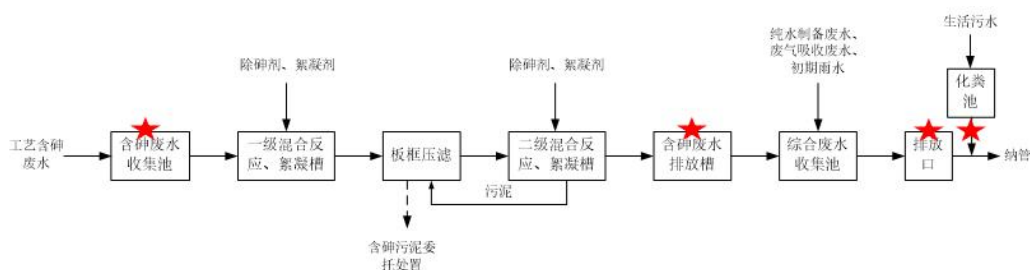 生活污水
纯水制备废水、
废气吸收废水、
初期雨水
除砷剂、絮凝剂
除砷剂、絮凝剂
化粪
池
工艺含砷
废水
含砷废水
收集池
一级混合反
应、絮凝槽
板框压滤
二级混合反
应、絮凝槽
含砷废水
排放槽
综合废水
收集池
排放
口
纳管
污泥
含砷污泥委
托处置